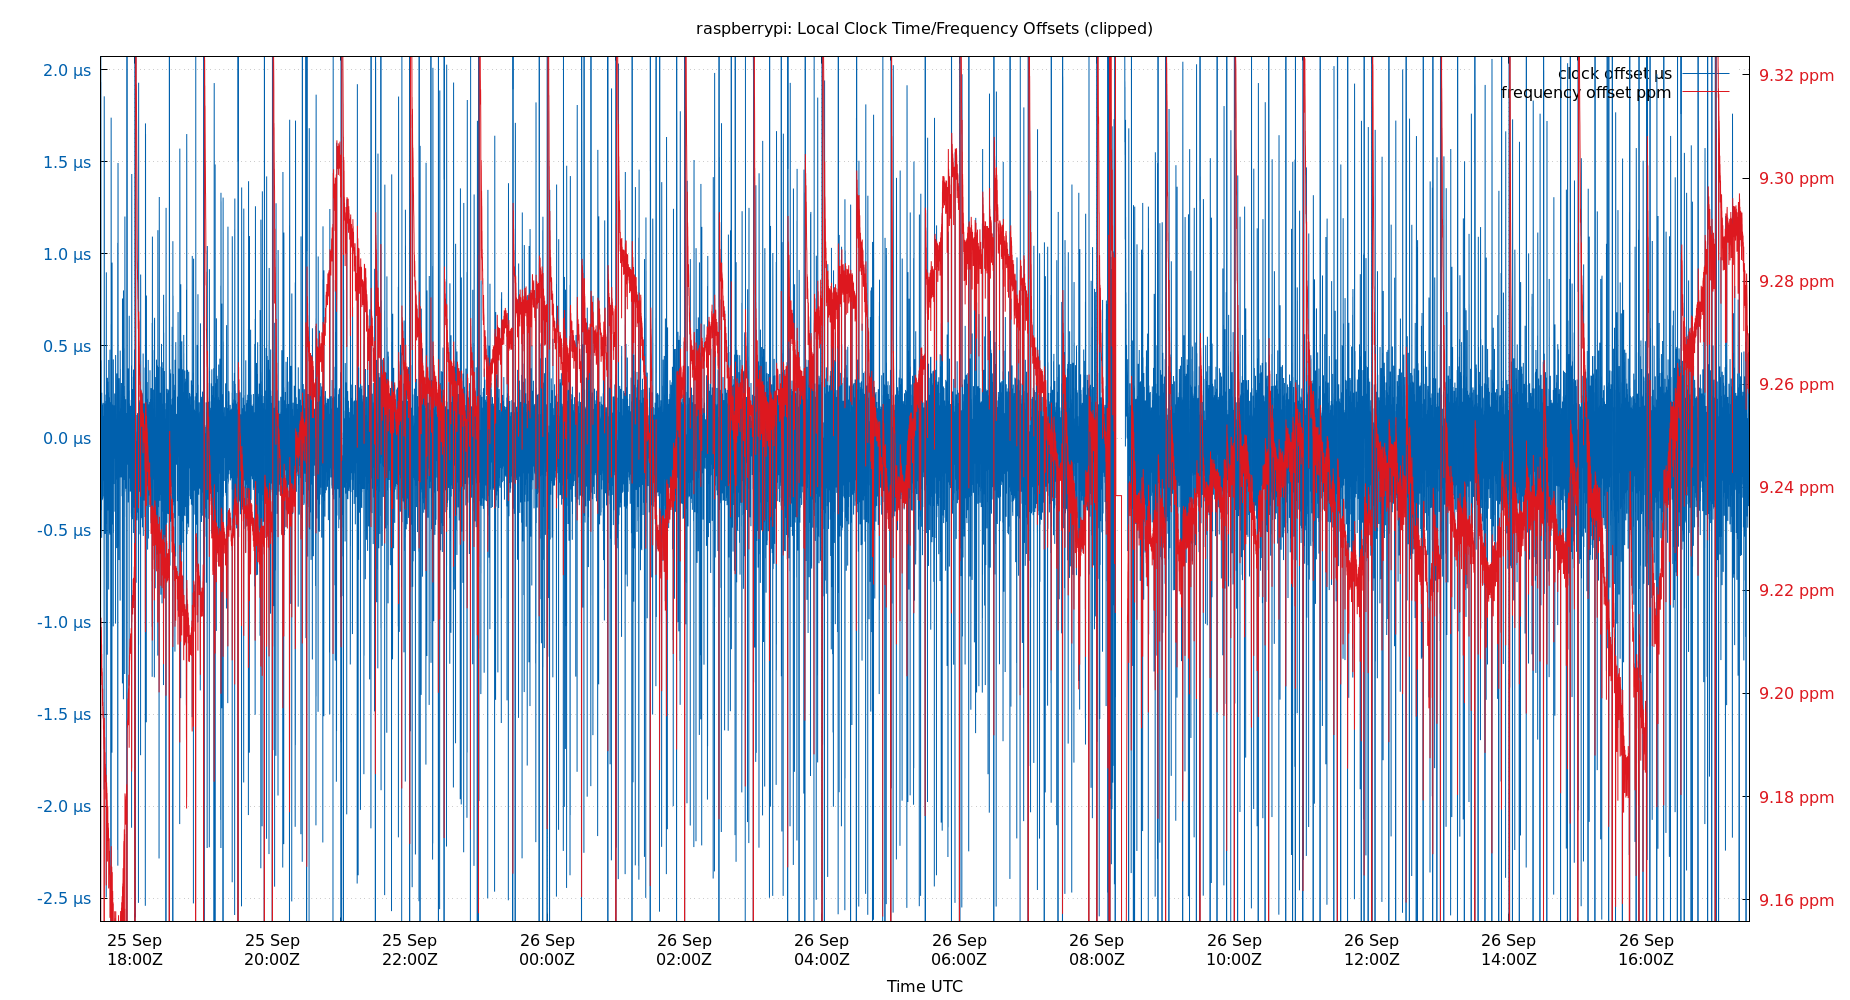 raspberrypi: Local Clock Time/Frequency Offsets (clipped)
clock offset µs
frequency offset ppm
2.0 µs
1.5 µs
1.0 µs
0.5 µs
0.0 µs
-0.5 µs
-1.0 µs
-1.5 µs
-2.0 µs
-2.5 µs
9.32 ppm
9.30 ppm
9.28 ppm
9.26 ppm
9.24 ppm
9.22 ppm
9.20 ppm
9.18 ppm
9.16 ppm
25 Sep 25 Sep 25 Sep 26 Sep 26 Sep 26 Sep 26 Sep 26 Sep 26 Sep 26 Sep 26 Sep 26 Sep
18:00Z 20:00Z 22:00Z 00:00Z 02:00Z 04:00Z 06:00Z 08:00Z 10:00Z 12:00Z 14:00Z 16:00Z
Time UTC